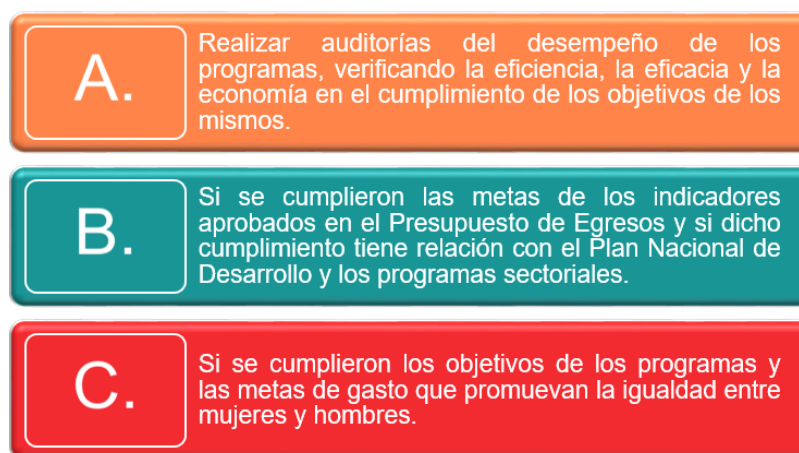 A.
Realizar auditorías del desempeño de los
programas, verificando la eficiencia, la eficacia y la
economía en el cumplimiento de los objetivos de los
mismos.
B.
Si se cumplieron las metas de los indicadores
aprobados en el Presupuesto de Egresos y si dicho
cumplimiento tiene relación con el Plan Nacional de
Desarrollo y los programas sectoriales.
C.
Si se cumplieron los objetivos de los programas y
las metas de gasto que promuevan la igualdad entre
mujeres y hombres.